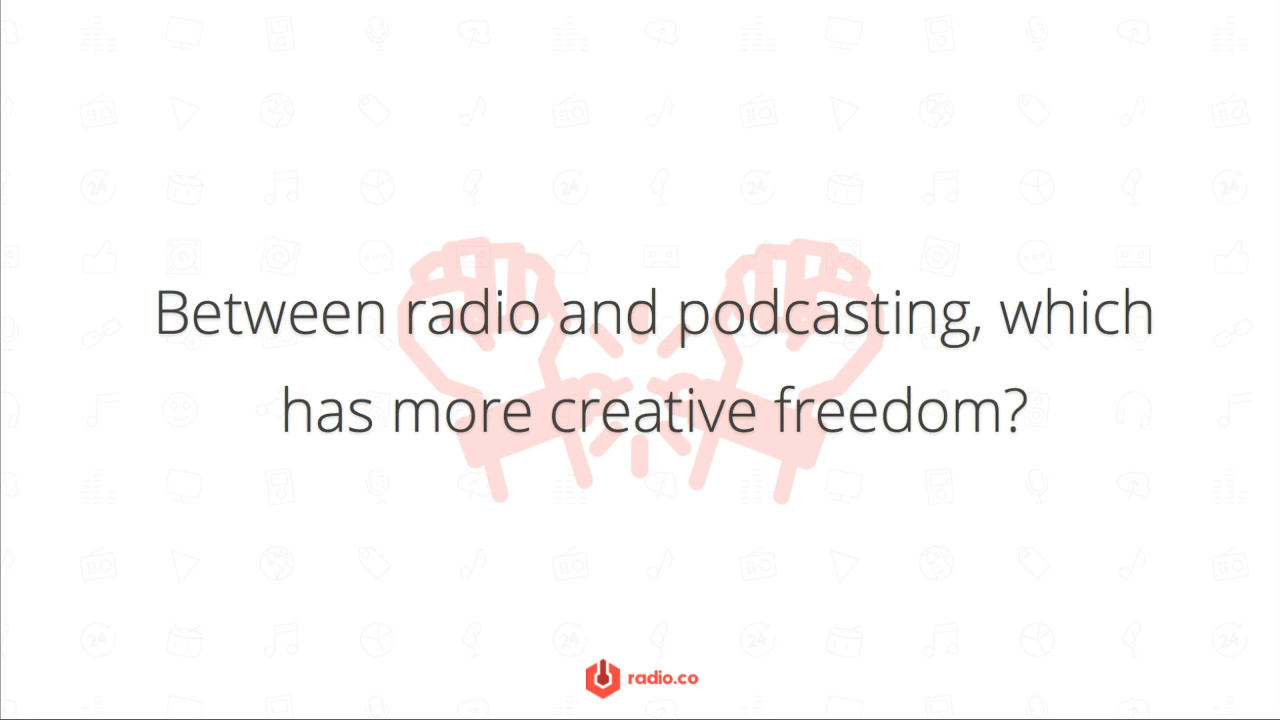 Between radio and podcasting, which
has more creative freedom?
radio.co